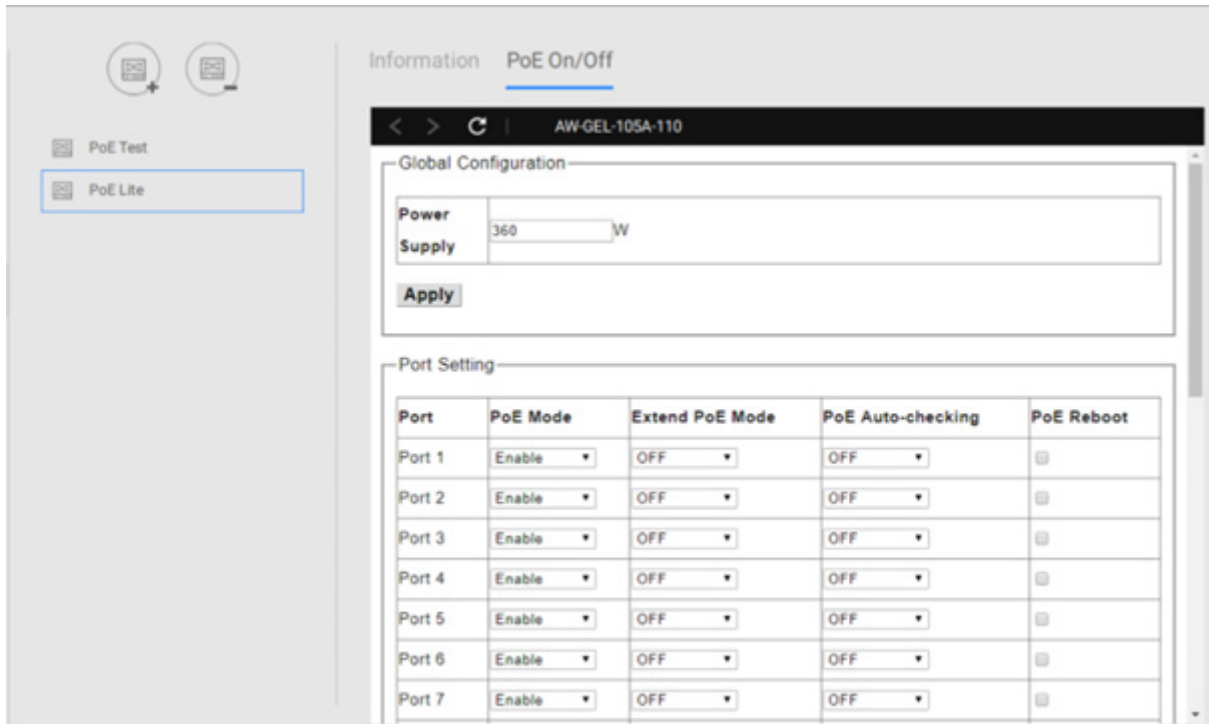 Information PoE On/Off
AW-GEL-105A-110
PoE Test
PoE Lite
Global Configuration
Power Supply 360 W
Apply
Port Setting
Port PoE Mode Extend PoE Mode PoE Auto-checking PoE Reboot
Port 1 Enable OFF OFF
Port 2 Enable OFF OFF
Port 3 Enable OFF OFF
Port 4 Enable OFF OFF
Port 5 Enable OFF OFF
Port 6 Enable OFF OFF
Port 7 Enable OFF OFF